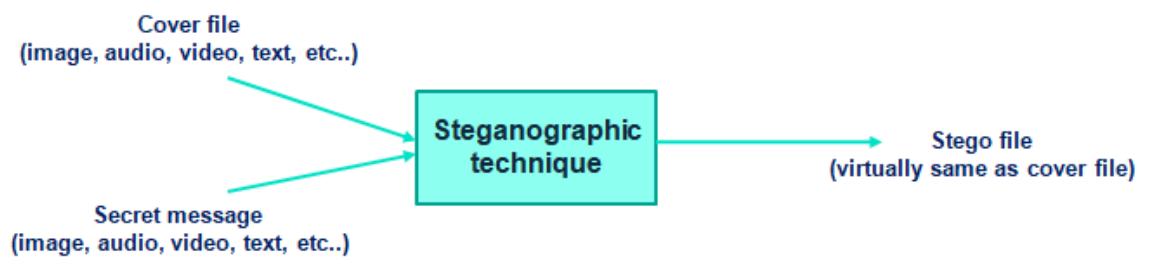 Cover file
(image, audio, video, text, etc..)
Steganographic
technique
Stego file
(virtually same as cover file)
Secret message
(image, audio, video, text, etc..)